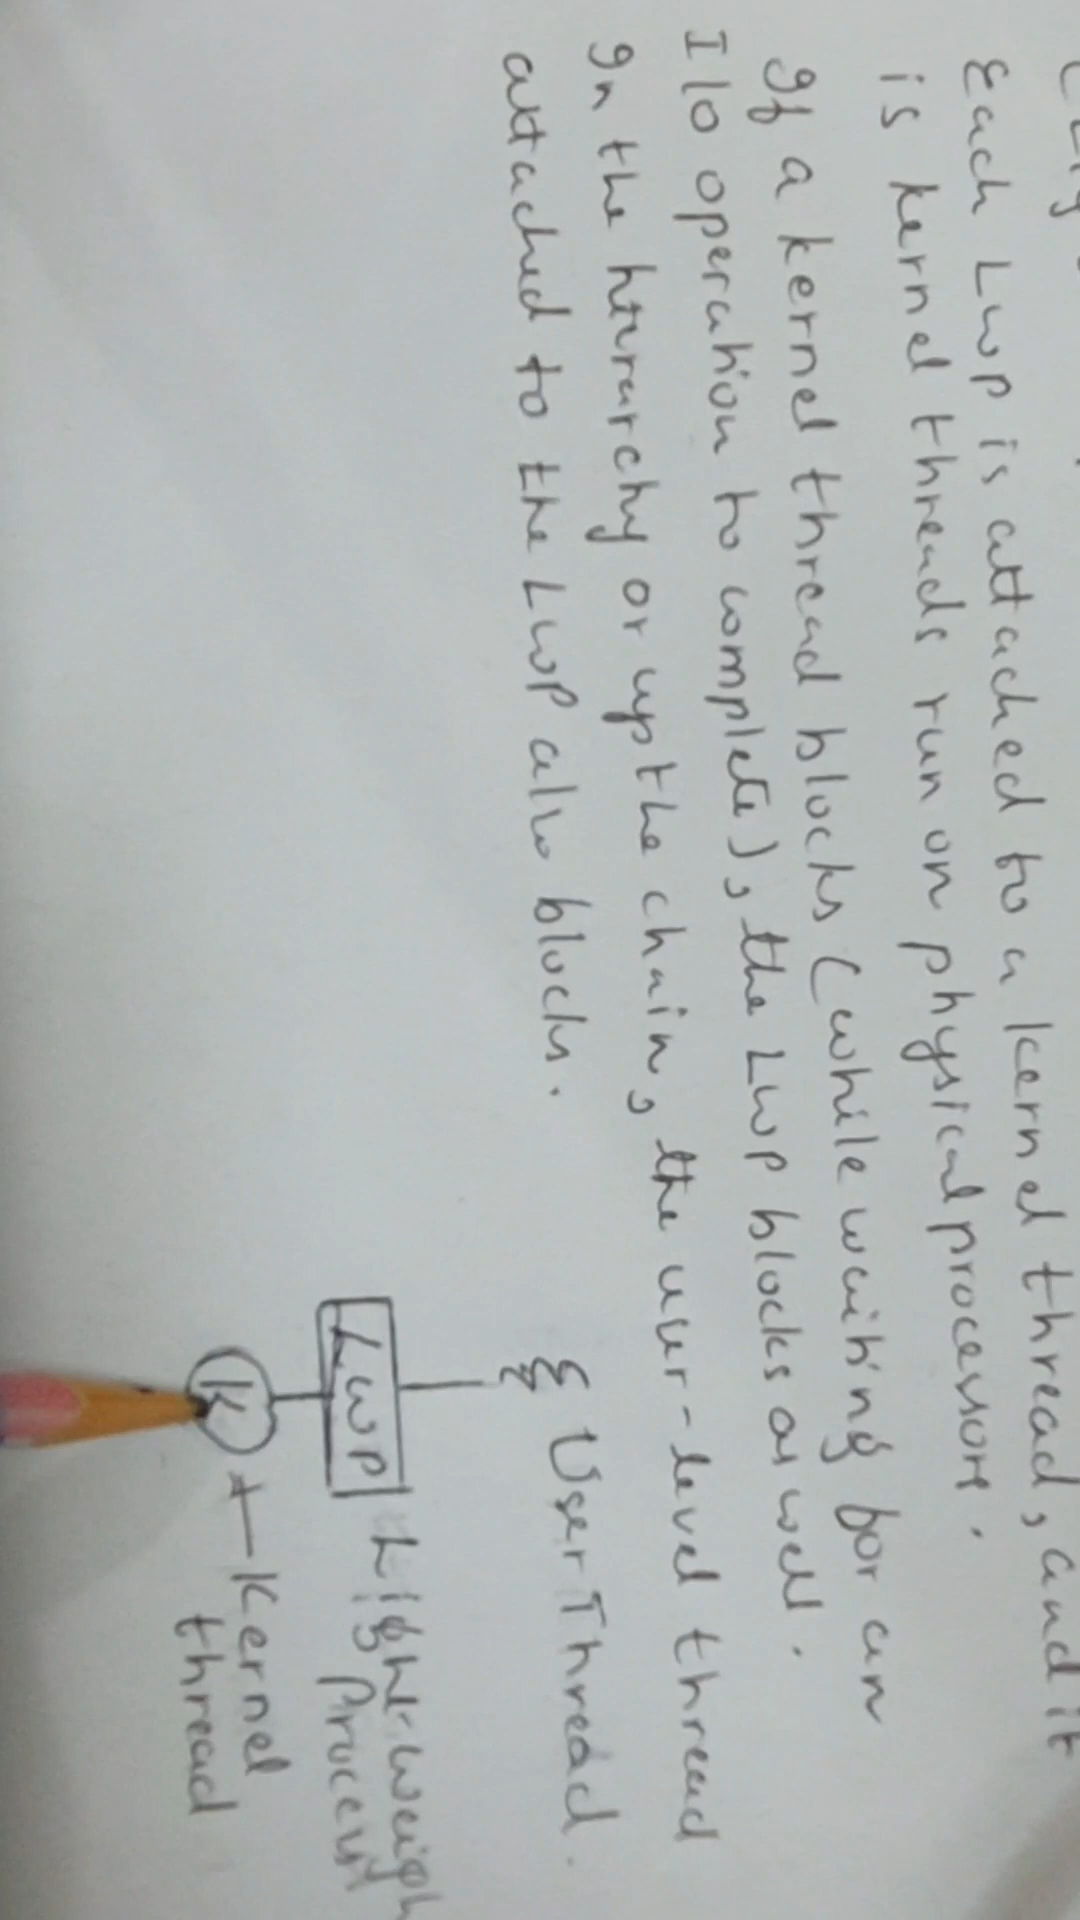 Each LWP is attached to a kernel thread, and it
is kernel threads run on physical processors.
If a kernel thread blocks (while waiting for an
I/O operation to complete), the LWP blocks as well.
In the hierarchy or up the chain, the user-level thread
attached to the LWP also blocks.
User Thread.
LWP
Light-weigh
Process
K
Kernel
thread